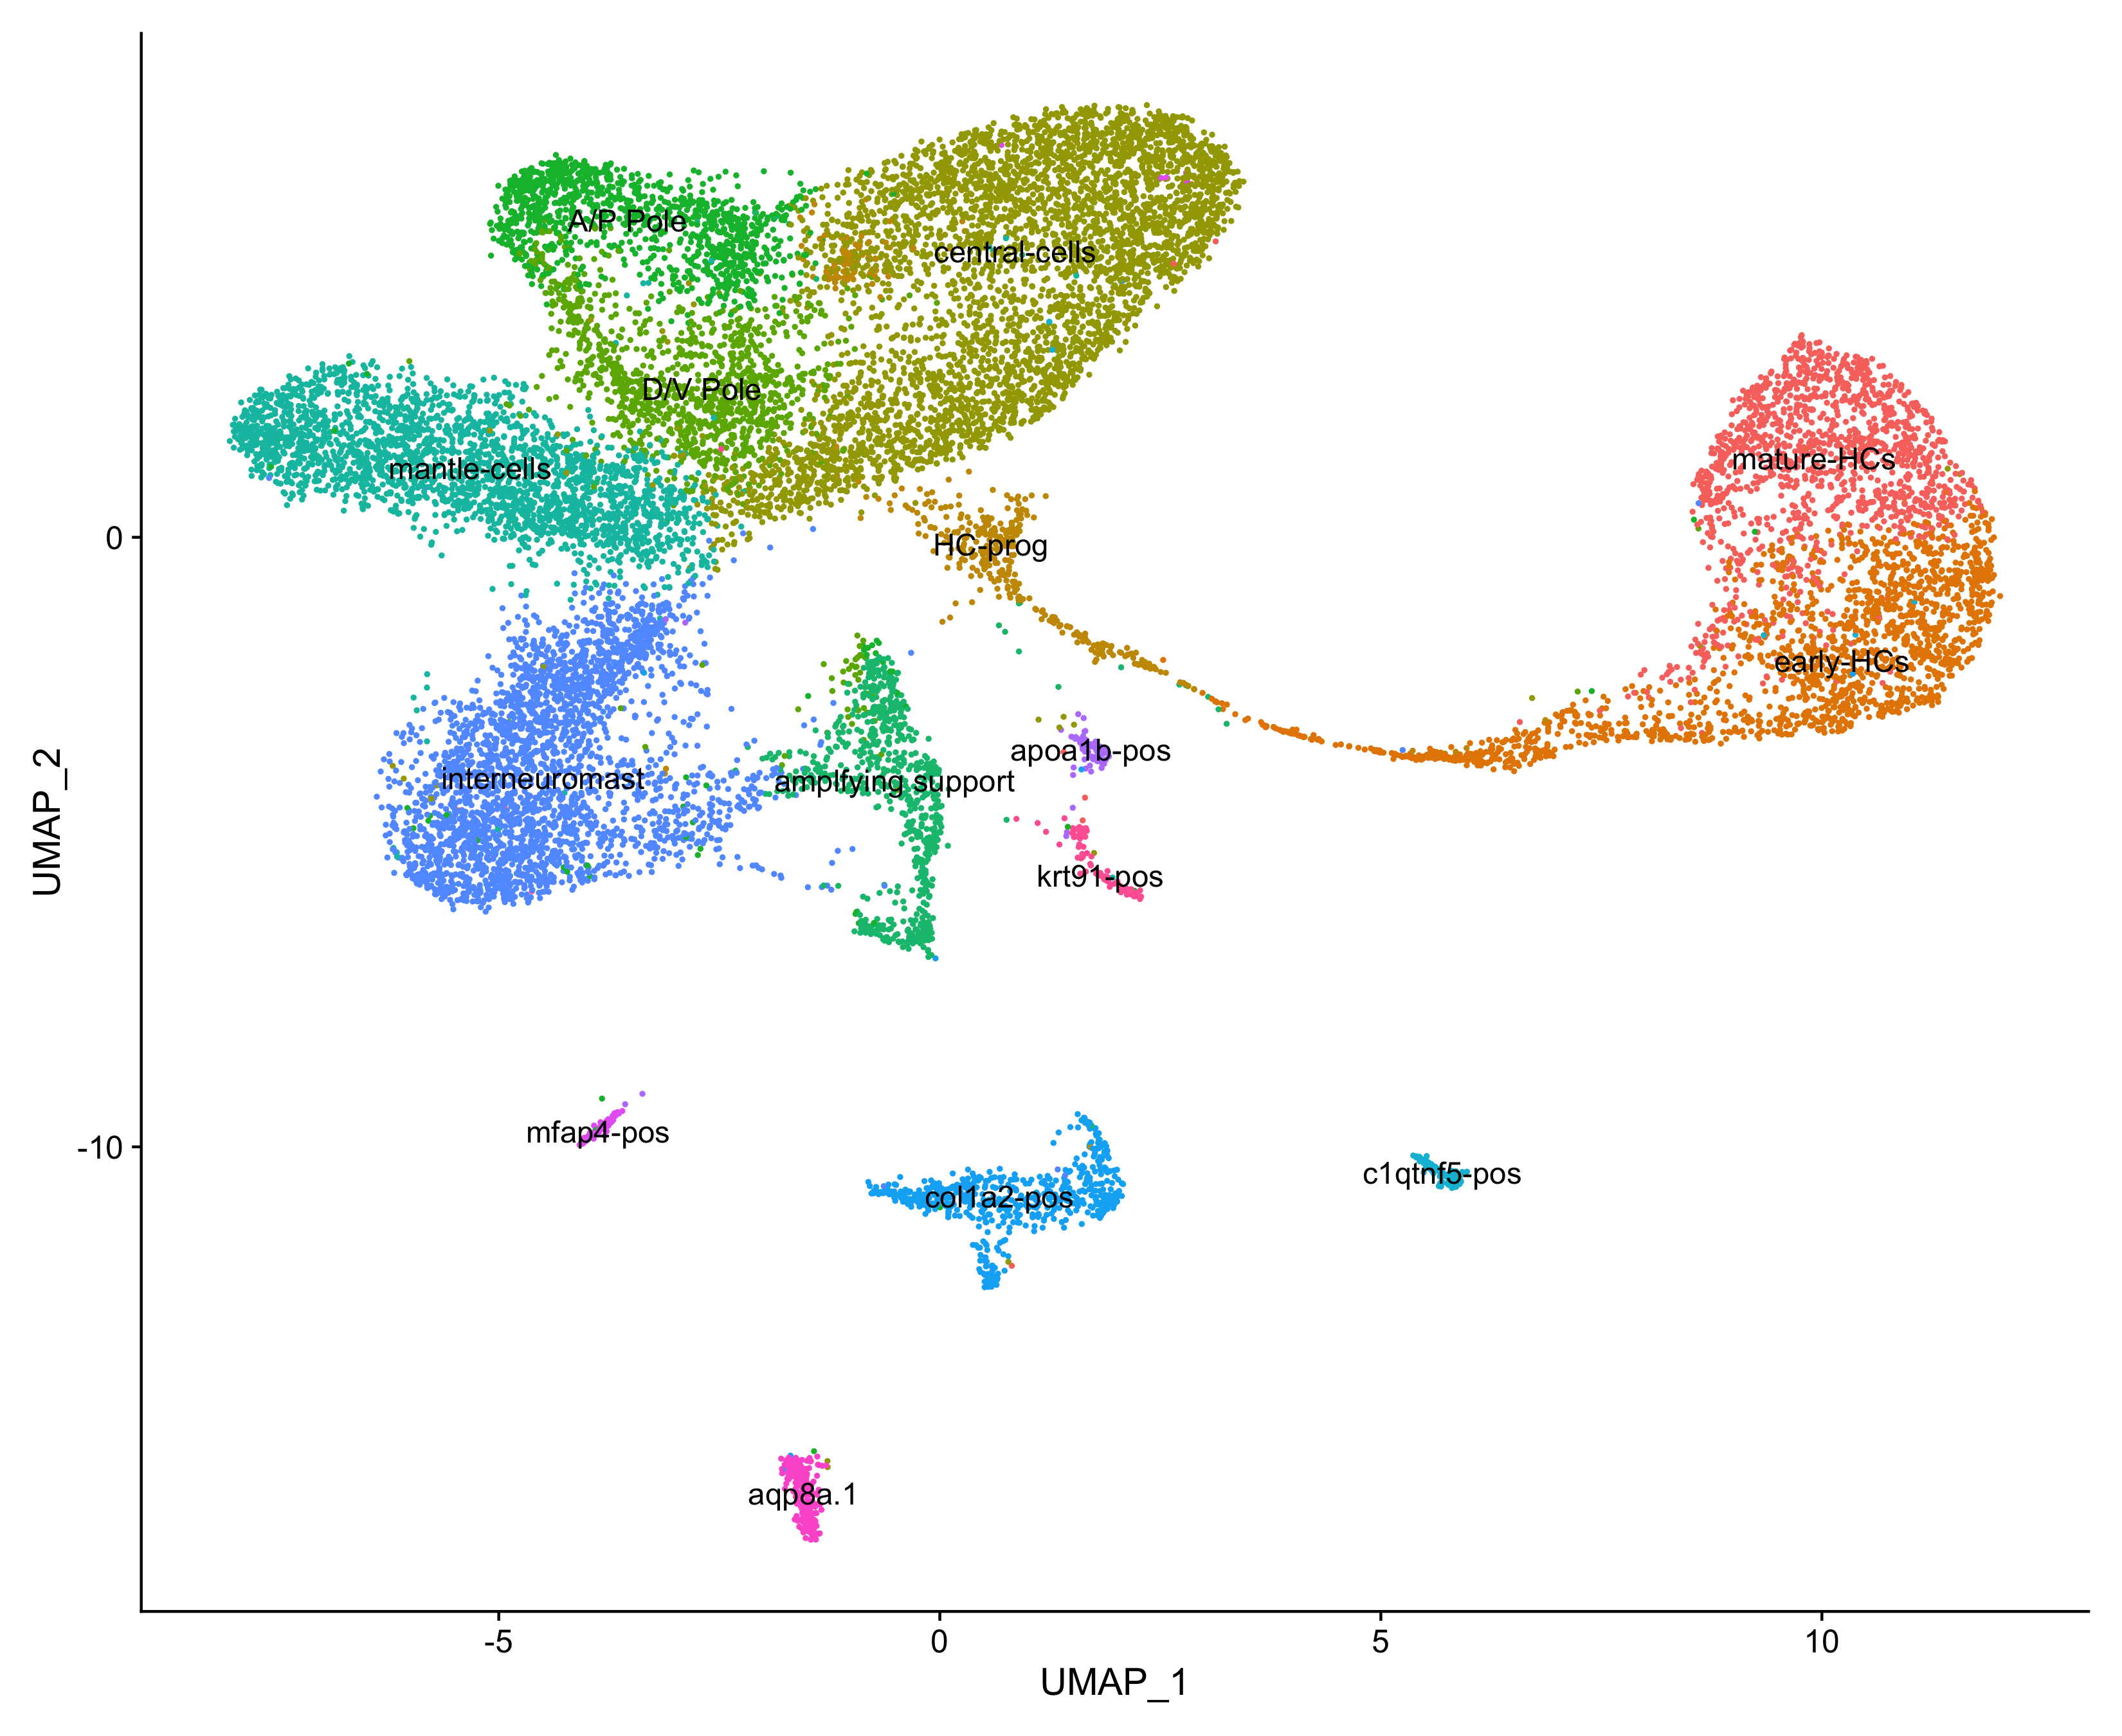 A/P Pole
central-cells
D/V Pole
mantle-cells
mature-HCs
0
HC-prog
early-HCs
apoa1b-pos
interneuromast
amplfying support
UMAP_2
krt91-pos
mfap4-pos
-10
c1qtnf5-pos
col1a2-pos
aqp8a.1
-5
0
5
10
UMAP_1